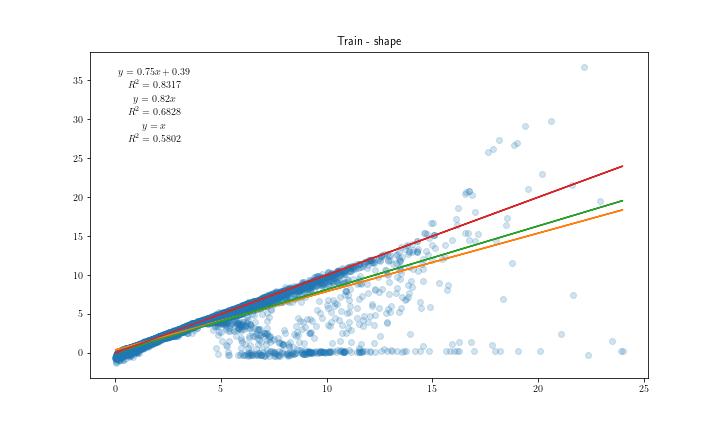 Train - shape
y = 0.75x + 0.39
R² = 0.8317
y = 0.82x
R² = 0.6828
y = x
R² = 0.5802
35
30
25
20
15
10
5
0
0 5 10 15 20 25